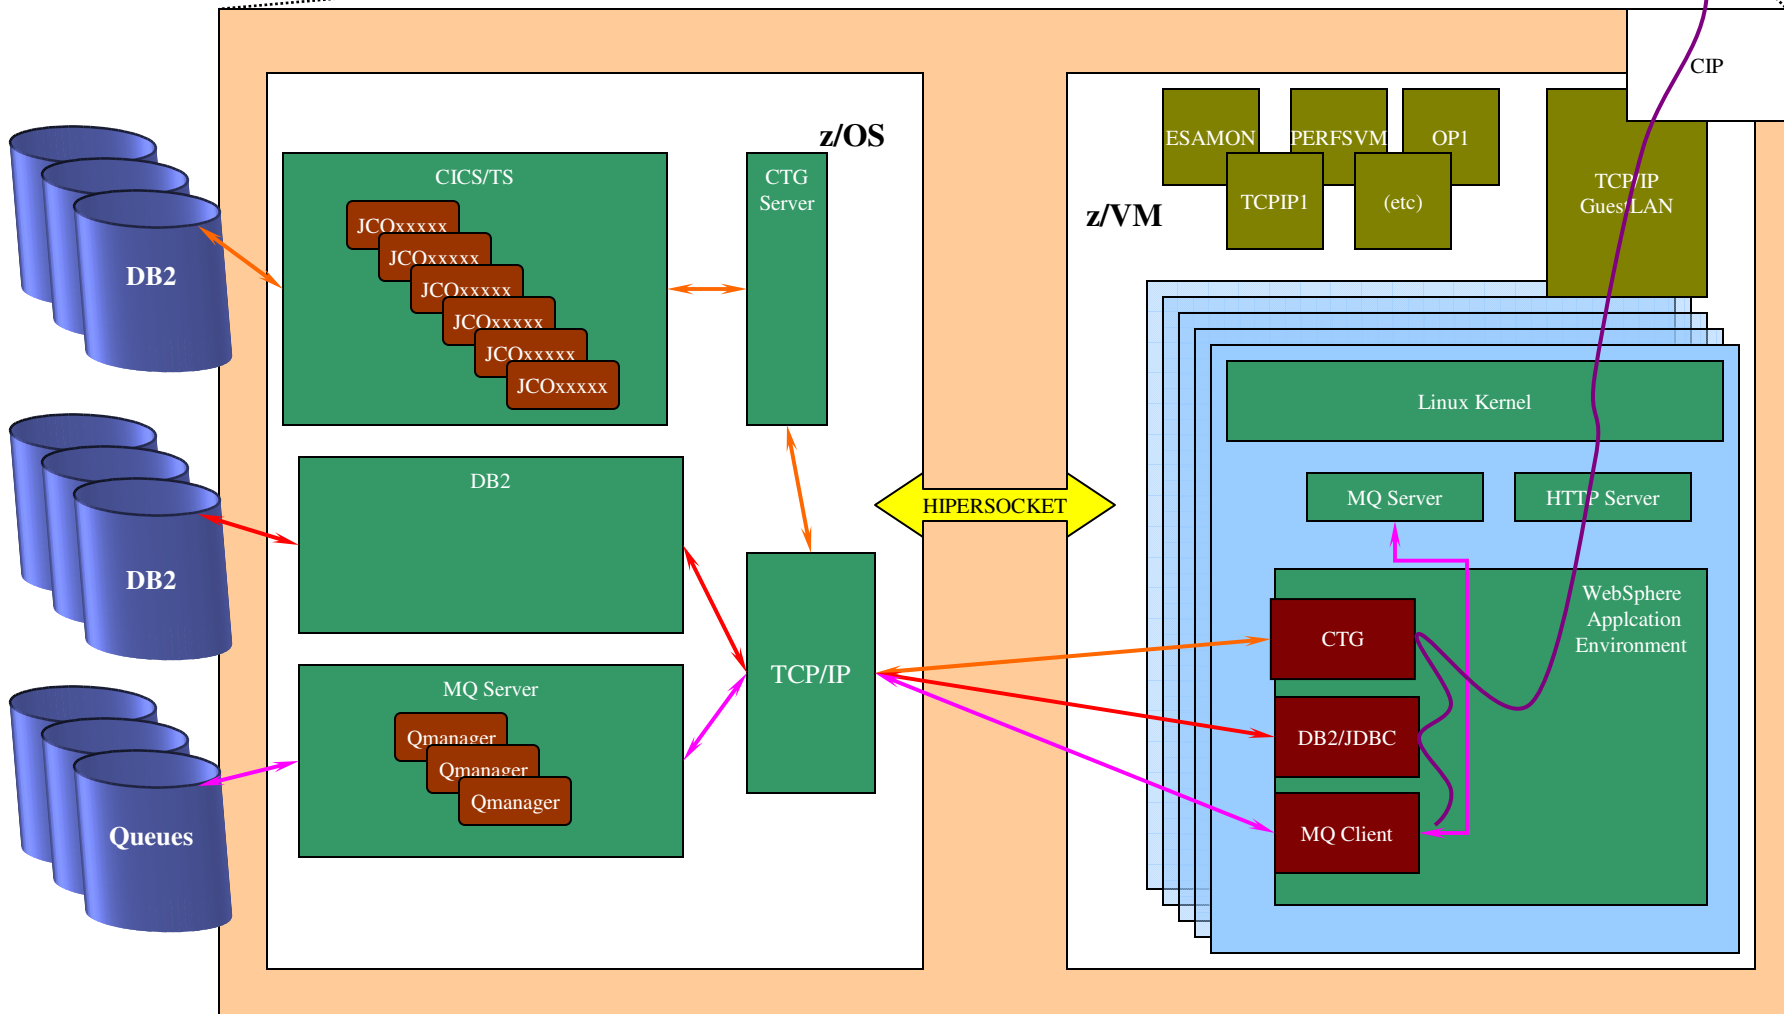 CIP
z/OS
z/VM
ESAMON
PERFSVM
OP1
TCPIP1
(etc)
TCP/IP
GuestLAN
CICS/TS
JCOxxxxx
JCOxxxxx
JCOxxxxx
JCOxxxxx
JCOxxxxx
JCOxxxxx
CTG
Server
DB2
Linux Kernel
DB2
HIPERSOCKET
MQ Server
HTTP Server
DB2
WebSphere
Applcation
Environment
CTG
TCP/IP
MQ Server
Qmanager
Qmanager
Qmanager
DB2/JDBC
Queues
MQ Client